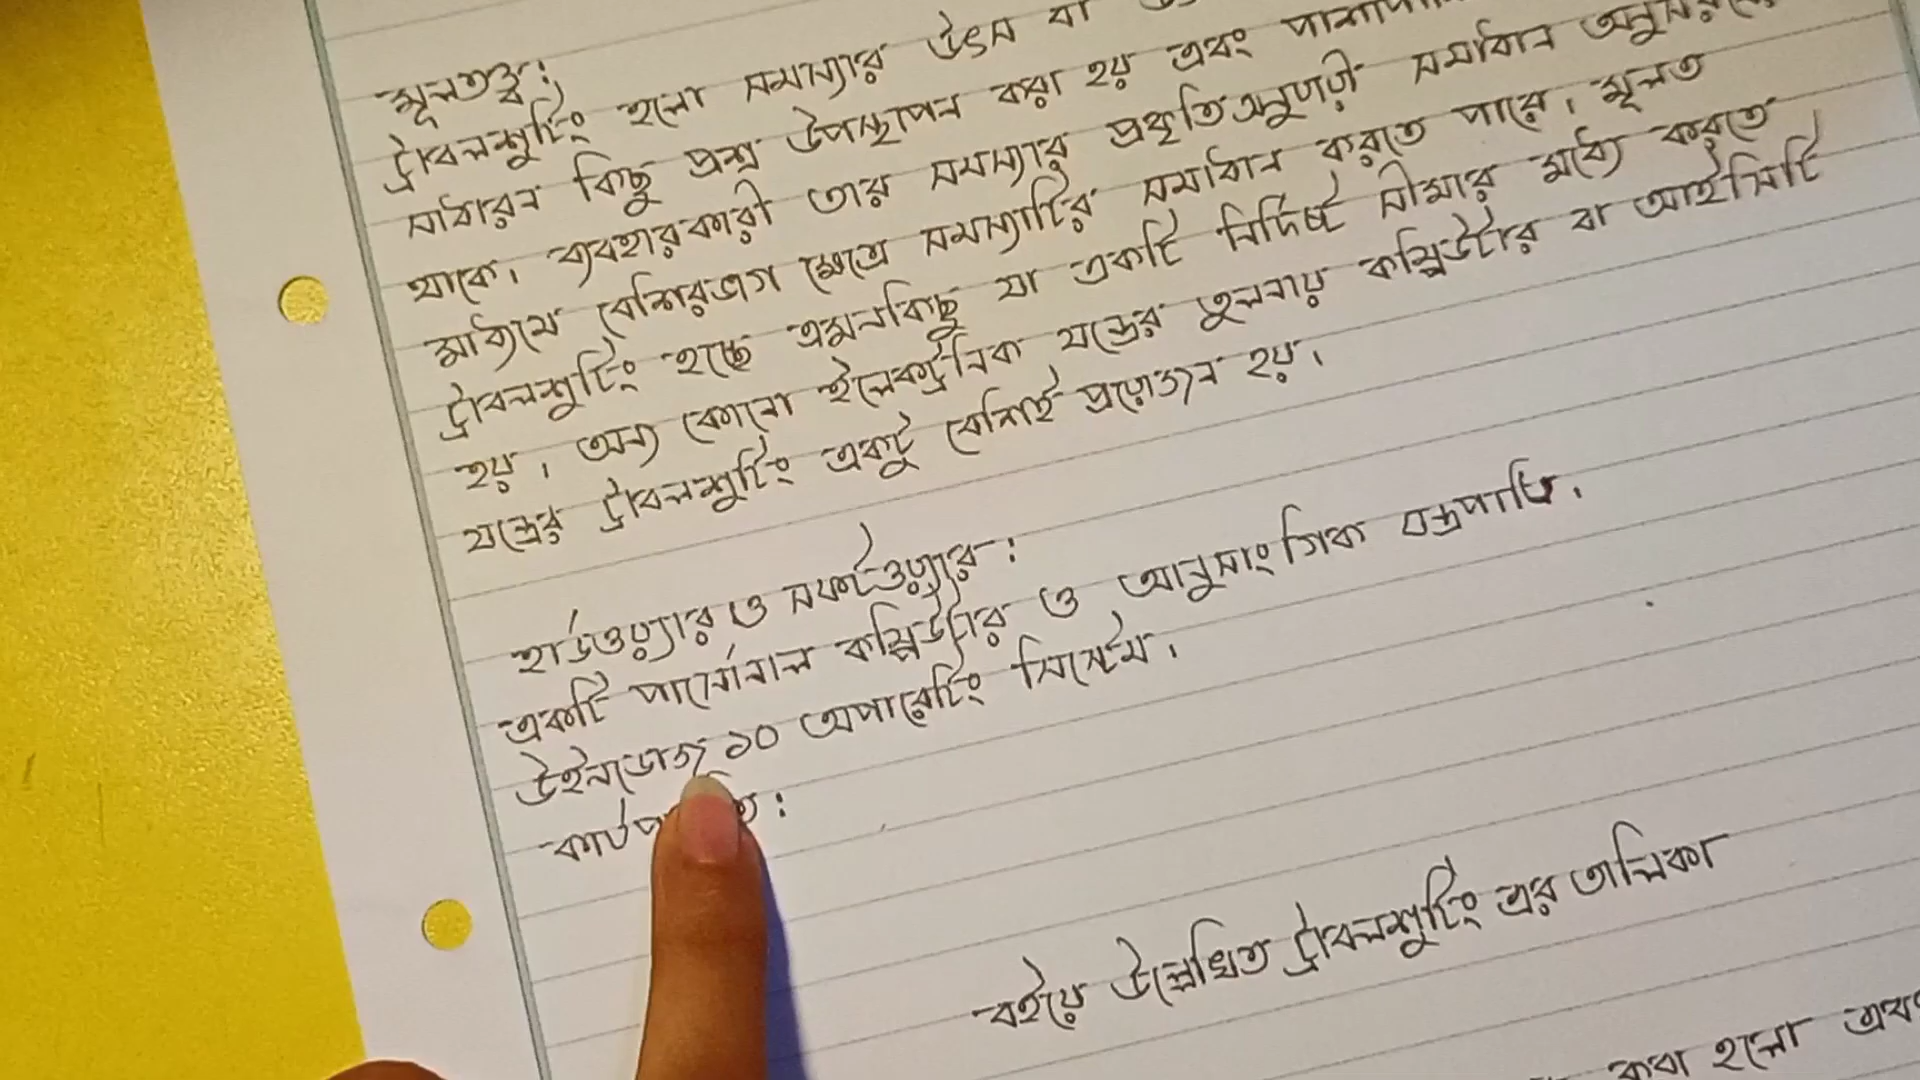 মূলতত্ত্ব:
ট্রাবলশুটিং হলো সমস্যার উৎস বা
সাধারন কিছু প্রশ্ন উপস্থাপন করা হয় এবং পাশাপাশি
থাকে। ব্যবহারকারী তার সমস্যার প্রকৃতি অনুযায়ী সমাধান অনুসরণের
মাধ্যমে বেশিরভাগ ক্ষেত্রে সমস্যাটির সমাধান করতে পারে। মূলত
ট্রাবলশুটিং হচ্ছে এমনকিছু যা একটি নির্দিষ্ট সীমার মধ্যে করতে
হয়। অন্য কোনো ইলেকট্রনিক যন্ত্রের তুলনায় কম্পিউটার বা আইসিটি
যন্ত্রের ট্রাবলশুটিং একটু বেশিই প্রয়োজন হয়।
হার্ডওয়্যার ও সফটওয়্যার:
একটি পার্সোনাল কম্পিউটার ও আনুসাংগিক যন্ত্রপাতি।
উইনডোজ ১০ অপারেটিং সিস্টেম।
বইয়ে উল্লেখিত ট্রাবলশুটিং এর তালিকা
করা হলো